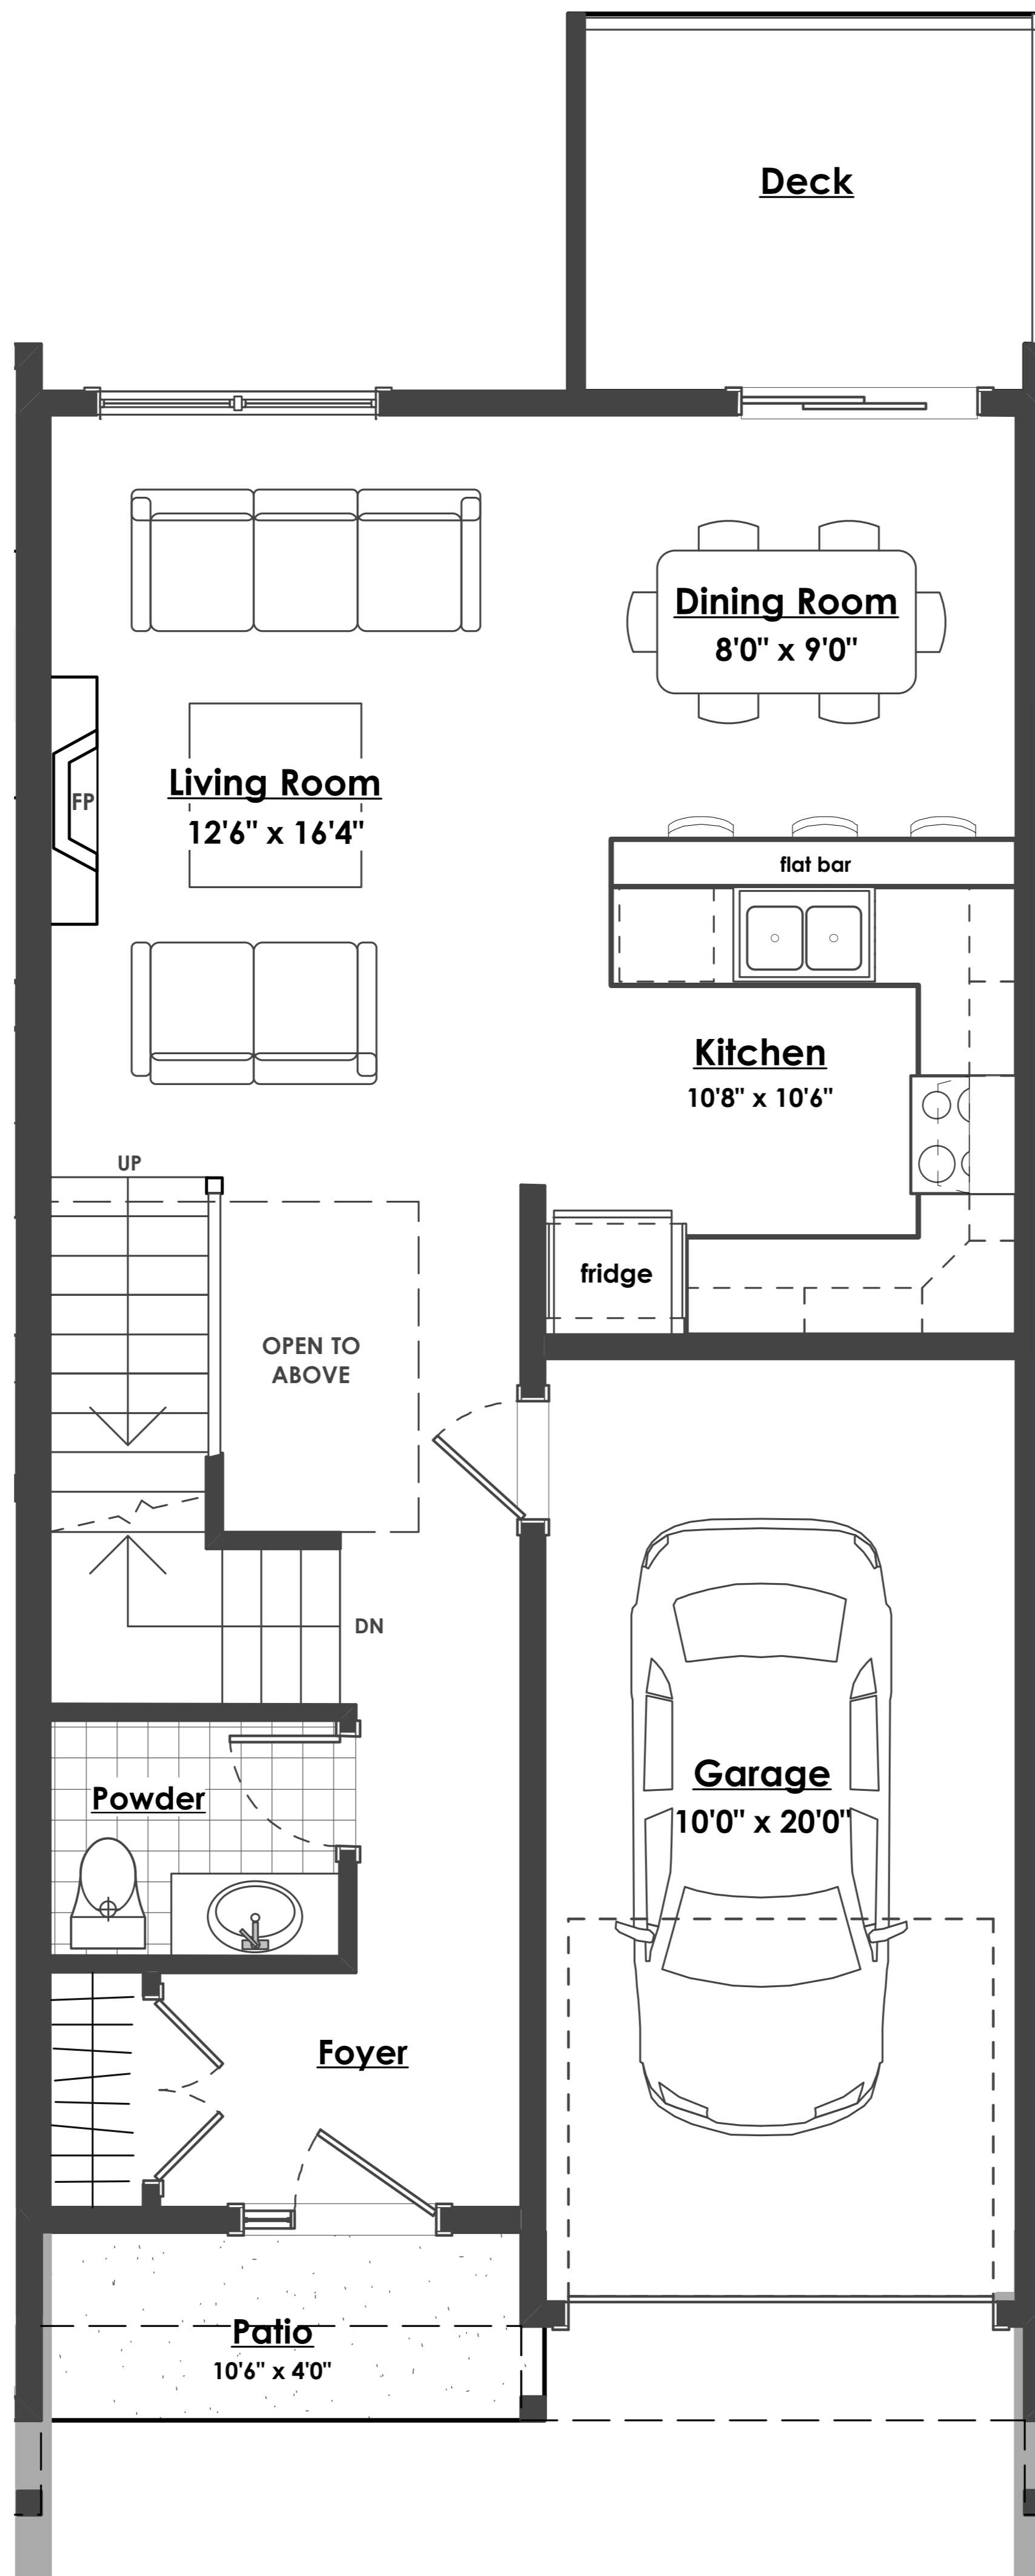 Deck
Dining Room
8'0" x 9'0"
Living Room
12'6" x 16'4"
FP
flat bar
Kitchen
10'8" x 10'6"
UP
fridge
OPEN TO
ABOVE
DN
Powder
Garage
10'0" x 20'0"
Foyer
Patio
10'6" x 4'0"